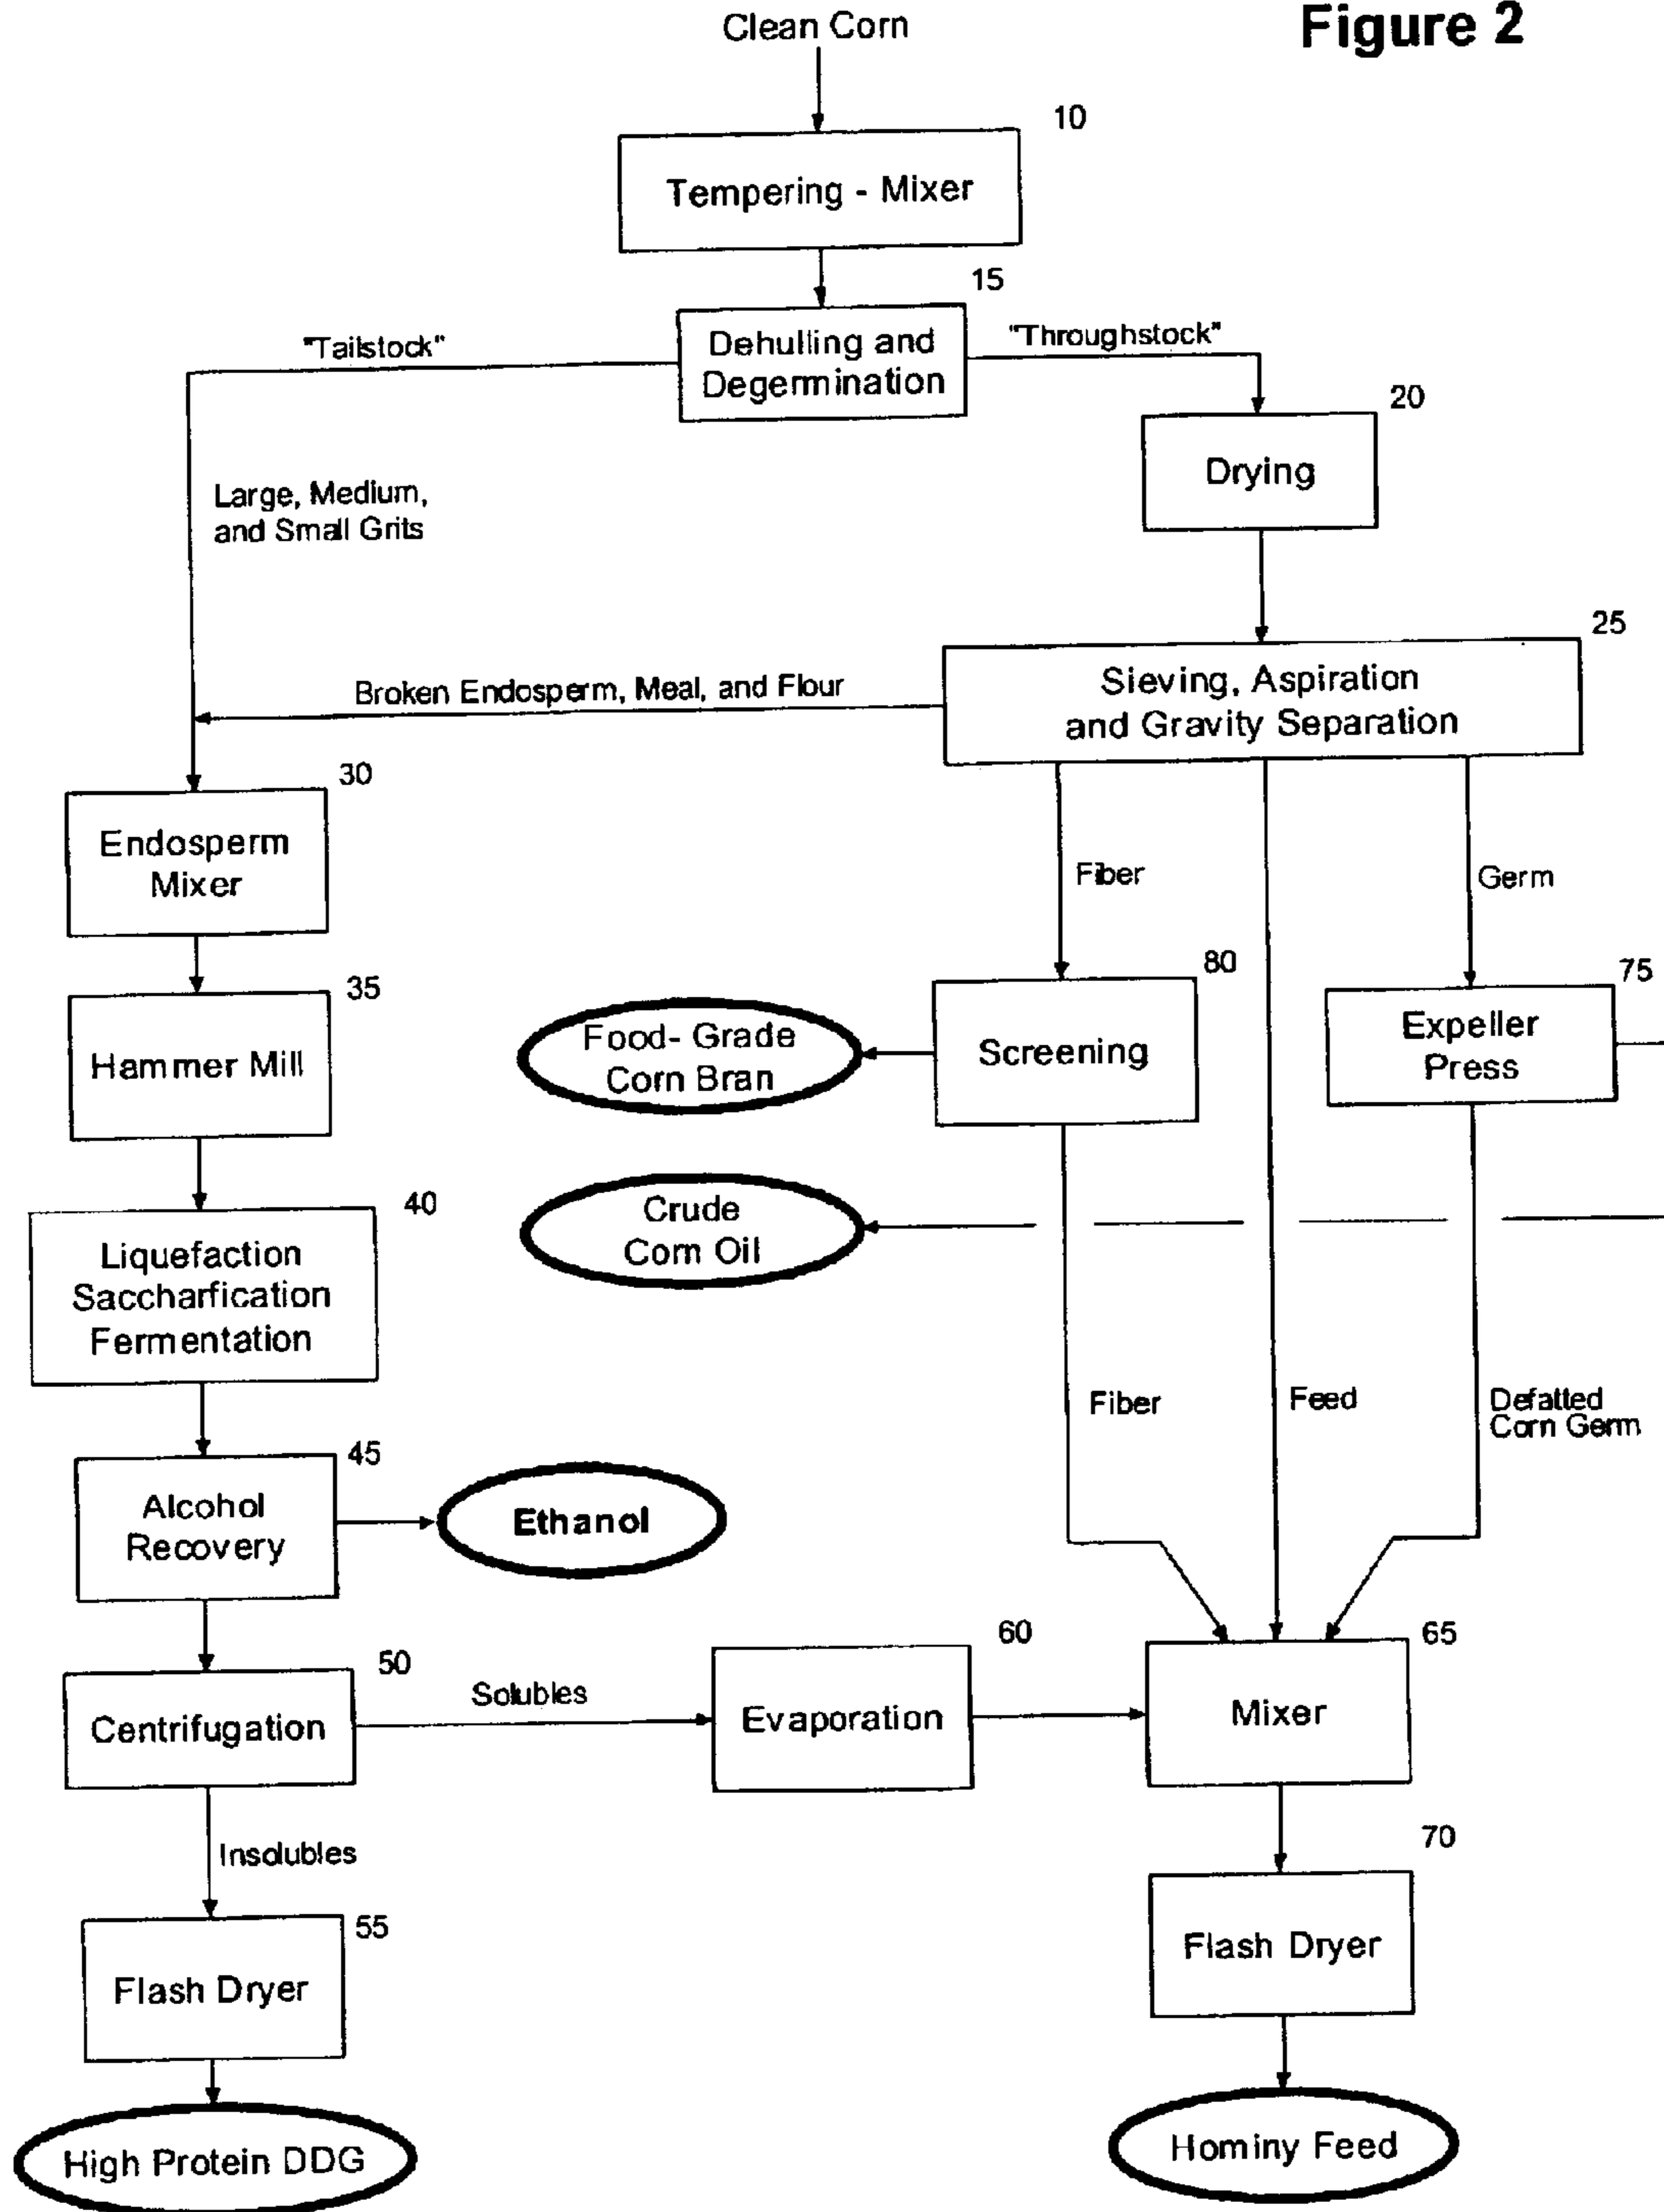 Figure 2
Clean Corn
10
Tempering - Mixer
15
Dehulling and
Degermination
"Tailstock"
"Throughstock"
20
Drying
Large, Medium,
and Small Grits
25
Sieving, Aspiration
and Gravity Separation
Broken Endosperm, Meal, and Flour
30
Endosperm
Mixer
Fiber
Germ
35
Hammer Mill
80
Screening
75
Expeller
Press
Food- Grade
Corn Bran
40
Liquefaction
Saccharfication
Fermentation
Crude
Corn Oil
Fiber
Feed
Defatted
Corn Germ
45
Alcohol
Recovery
Ethanol
50
Centrifugation
Solubles
60
Evaporation
65
Mixer
Insolubles
70
Flash Dryer
55
Flash Dryer
High Protein DDG
Hominy Feed